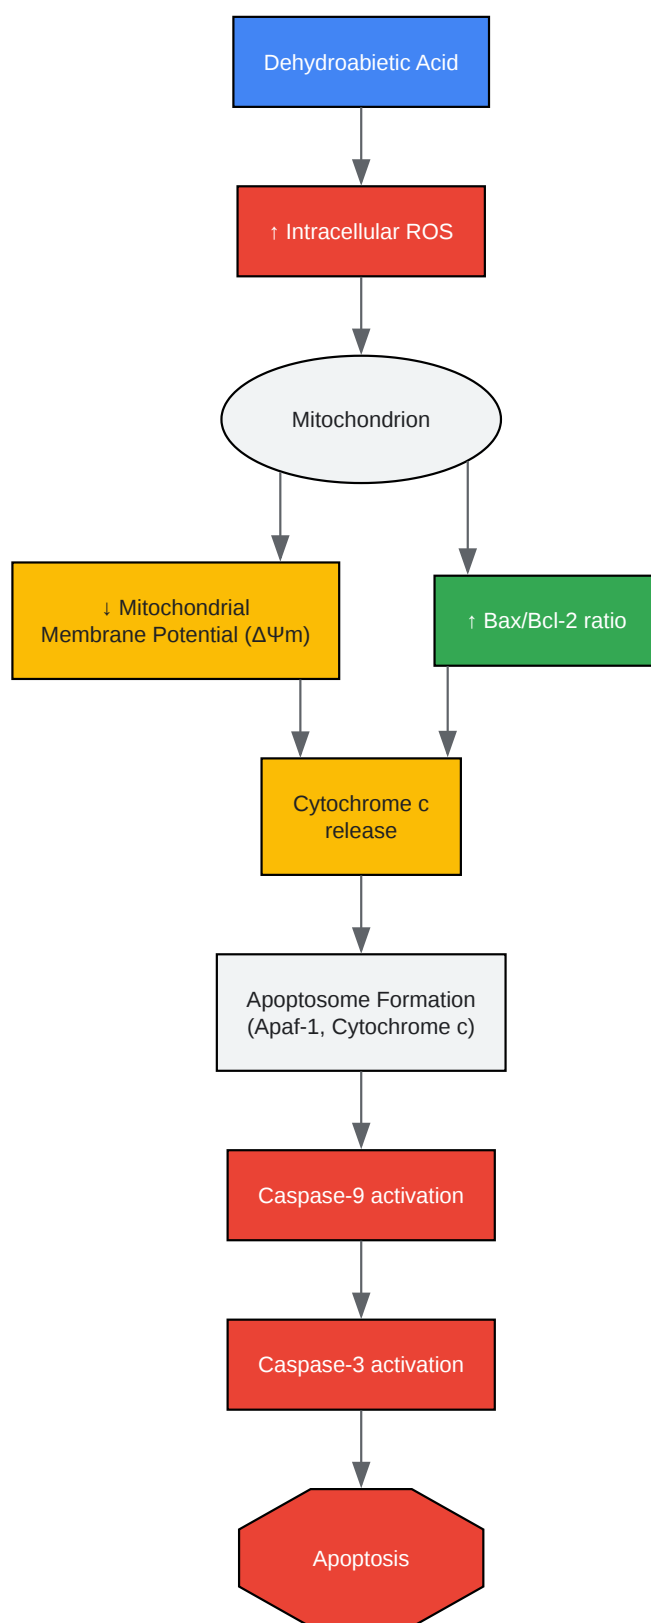 Dehydroabietic Acid
↑ Intracellular ROS
Mitochondrion
↓ Mitochondrial
Membrane Potential (ΔΨm)
↑ Bax/Bcl-2 ratio
Cytochrome c
release
Apoptosome Formation
(Apaf-1, Cytochrome c)
Caspase-9 activation
Caspase-3 activation
Apoptosis